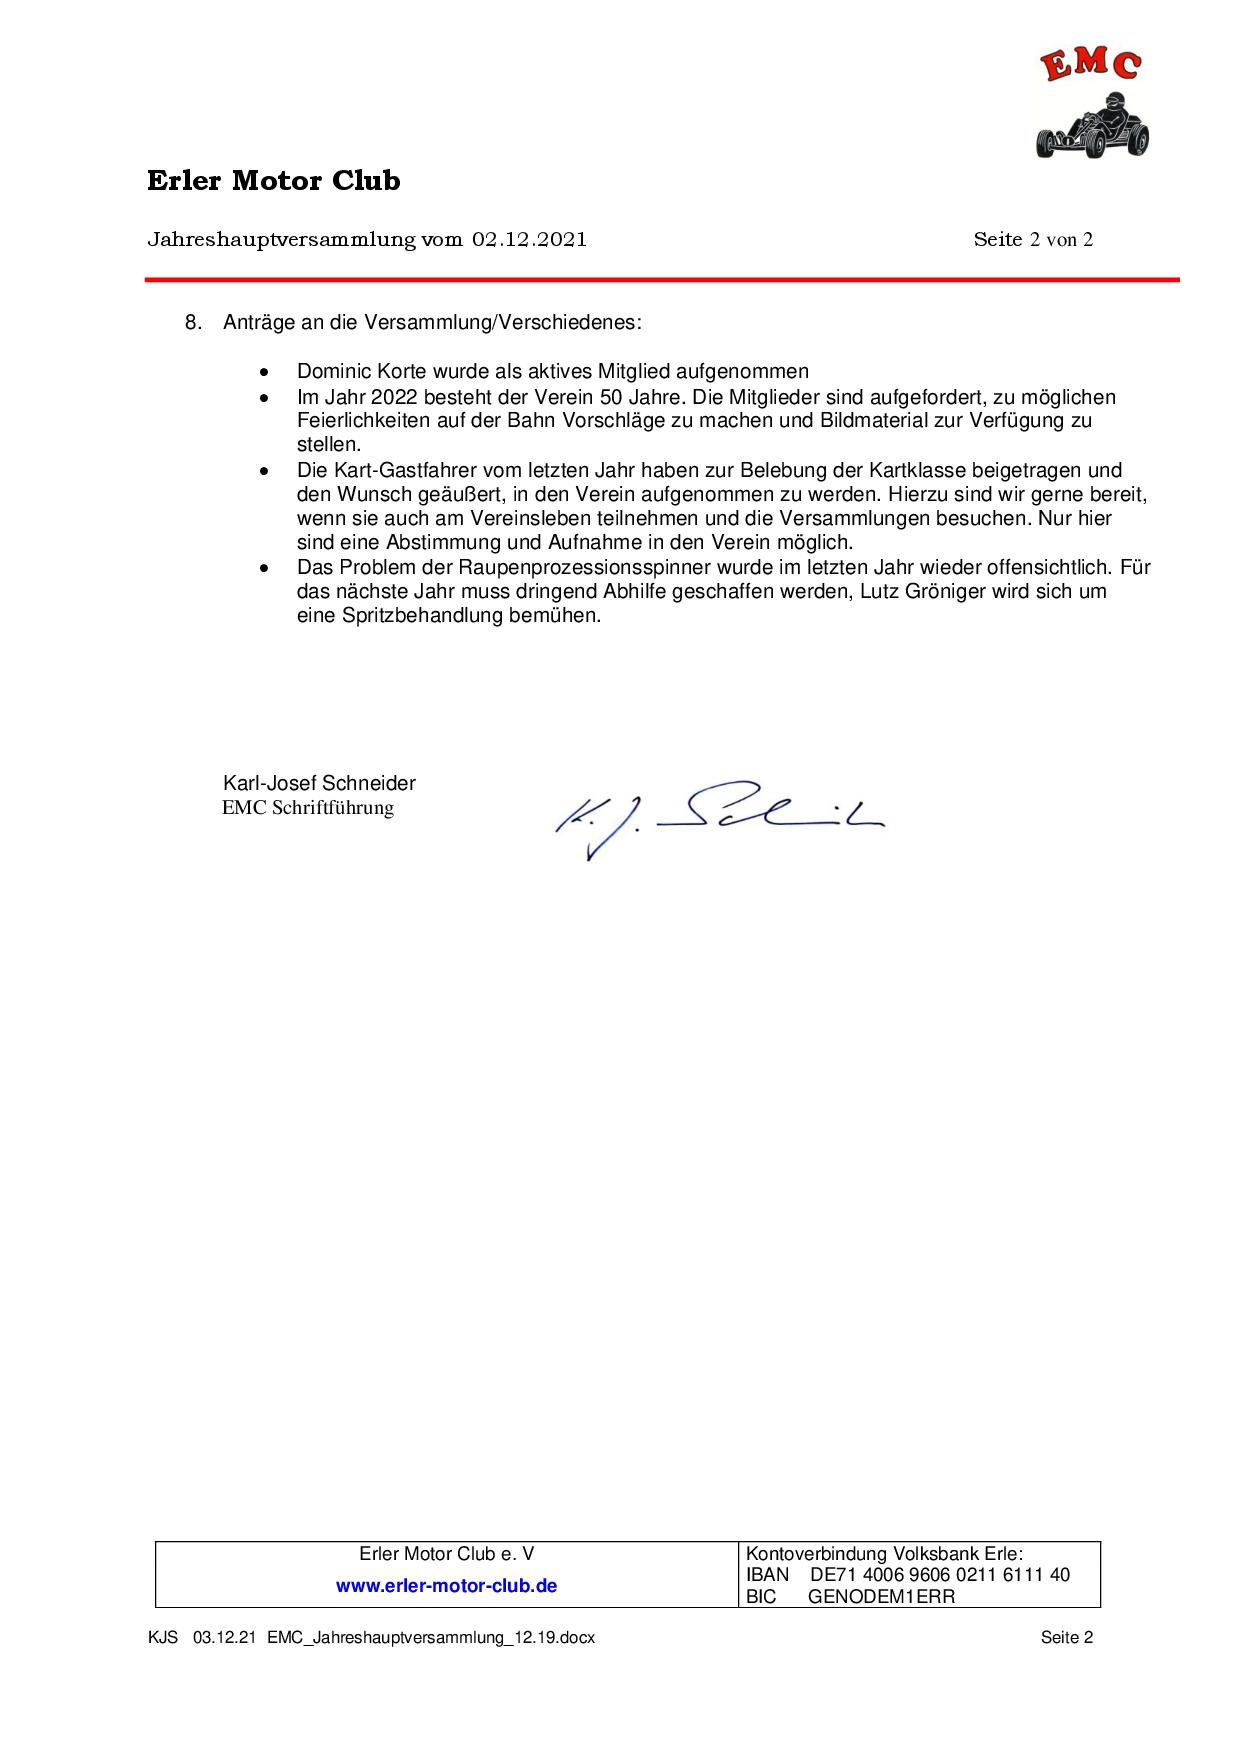 EMC
Erler Motor Club
Jahreshauptversammlung vom 02.12.2021 Seite 2 von 2
8. Anträge an die Versammlung/Verschiedenes:
• Dominic Korte wurde als aktives Mitglied aufgenommen
• Im Jahr 2022 besteht der Verein 50 Jahre. Die Mitglieder sind aufgefordert, zu möglichen
Feierlichkeiten auf der Bahn Vorschläge zu machen und Bildmaterial zur Verfügung zu
stellen.
• Die Kart-Gastfahrer vom letzten Jahr haben zur Belebung der Kartklasse beigetragen und
den Wunsch geäußert, in den Verein aufgenommen zu werden. Hierzu sind wir gerne bereit,
wenn sie auch am Vereinsleben teilnehmen und die Versammlungen besuchen. Nur hier
sind eine Abstimmung und Aufnahme in den Verein möglich.
• Das Problem der Raupenprozessionsspinner wurde im letzten Jahr wieder offensichtlich. Für
das nächste Jahr muss dringend Abhilfe geschaffen werden, Lutz Gröniger wird sich um
eine Spritzbehandlung bemühen.
Karl-Josef Schneider
EMC Schriftführung
K. J.
Erler Motor Club e. V
www.erler-motor-club.de
Kontoverbindung Volksbank Erle:
IBAN DE71 4006 9606 0211 6111 40
BIC GENODEM1ERR
KJS 03.12.21 EMC_Jahreshauptversammlung_12.19.docx Seite 2